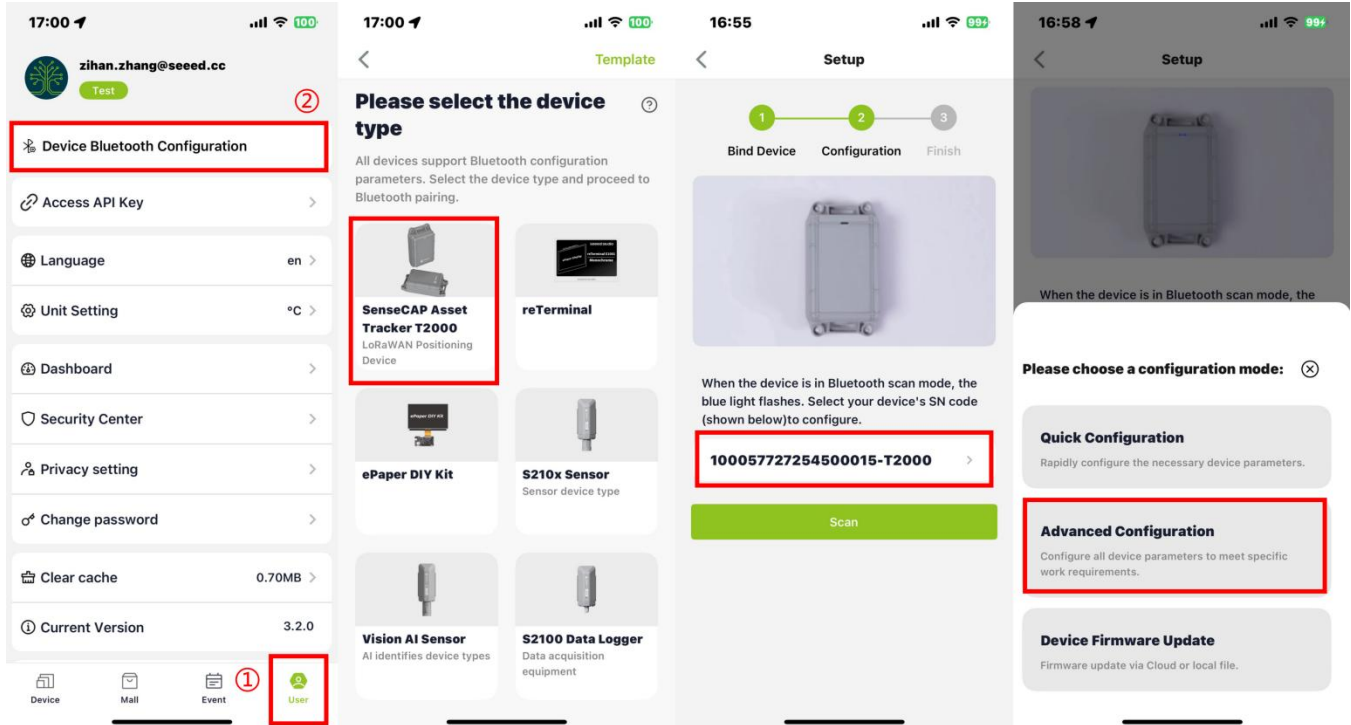 17:00
100
zihan.zhang@seeed.cc
Test
②
Device Bluetooth Configuration
Access API Key
Language en
Unit Setting °C
Dashboard
Security Center
Privacy setting
Change password
Clear cache 0.70MB
Current Version 3.2.0
①
Device Mall Event User
17:00
100
Template
Please select the device
type
All devices support Bluetooth configuration
parameters. Select the device type and proceed to
Bluetooth pairing.
SenseCAP Asset
Tracker T2000
LoRaWAN Positioning
Device
reTerminal
ePaper DIY Kit
ePaper DIY Kit
S210x Sensor
Sensor device type
Vision AI Sensor
AI identifies device types
S2100 Data Logger
Data acquisition
equipment
16:55
99
Setup
1 2 3
Bind Device Configuration Finish
When the device is in Bluetooth scan mode, the
blue light flashes. Select your device's SN code
(shown below)to configure.
100057727254500015-T2000
Scan
16:58
99
Setup
When the device is in Bluetooth scan mode, the
Please choose a configuration mode:
Quick Configuration
Rapidly configure the necessary device parameters.
Advanced Configuration
Configure all device parameters to meet specific
work requirements.
Device Firmware Update
Firmware update via Cloud or local file.